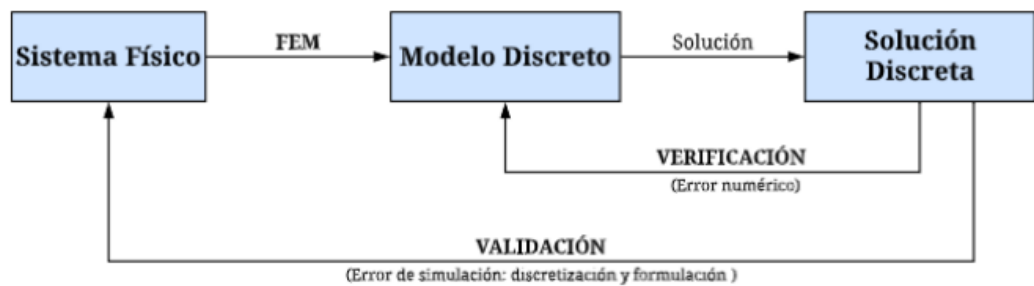 Sistema Físico
FEM
Modelo Discreto
Solución
Solución
Discreta
VERIFICACIÓN
(Error numérico)
VALIDACIÓN
(Error de simulación: discretización y formulación )